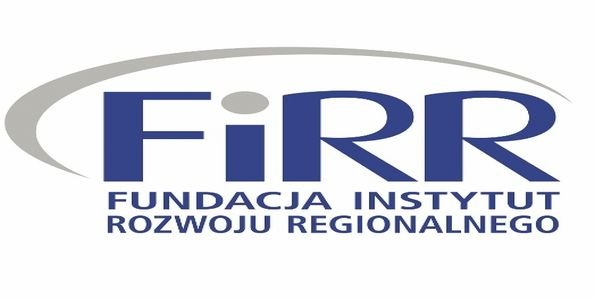 FiRR
FUNDACJA INSTYTUT
ROZWOJU REGIONALNEGO